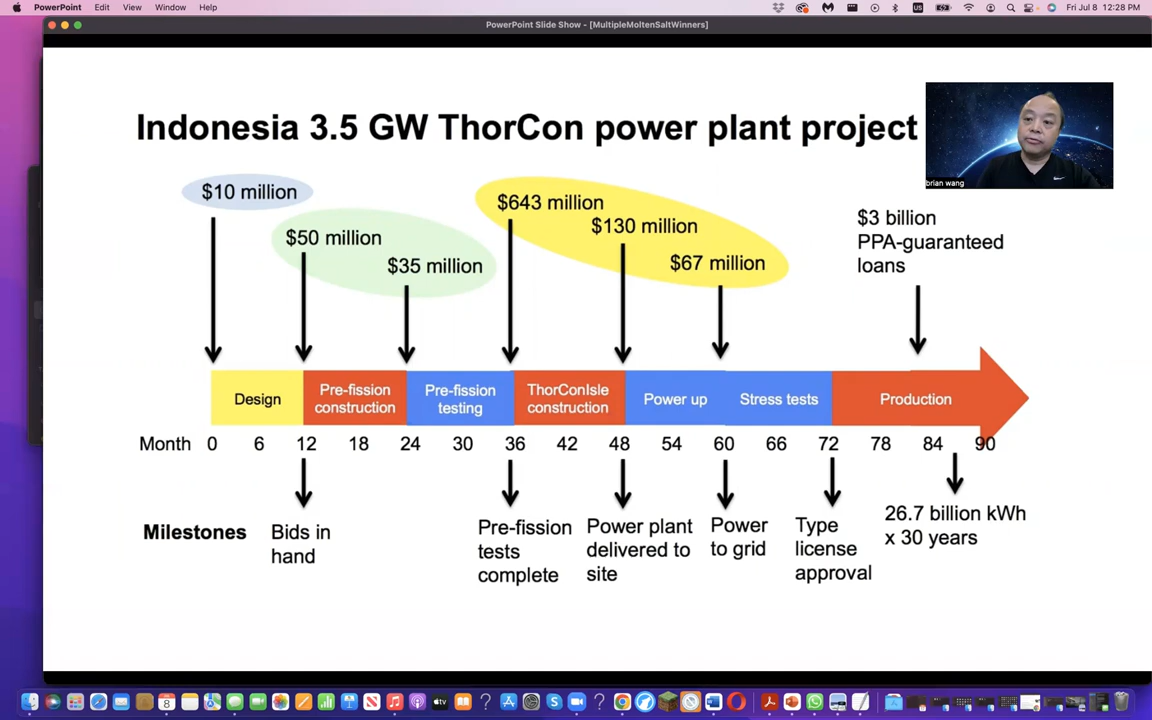 PowerPoint File Edit View Window Help
US
Fri Jul 8 12:28 PM
PowerPoint Slide Show - [MultipleMoltenSaltWinners]
Indonesia 3.5 GW ThorCon power plant project
brian wang
$10 million
$643 million
$130 million
$50 million
$35 million
$67 million
$3 billion
PPA-guaranteed
loans
Design
Pre-fission
construction
Pre-fission
testing
ThorConIsle
construction
Power up
Stress tests
Production
Month 0 6 12 18 24 30 36 42 48 54 60 66 72 78 84 90
Milestones
Bids in
hand
Pre-fission
tests
complete
Power plant
delivered to
site
Power
to grid
Type
license
approval
26.7 billion kWh
x 30 years
8
tv